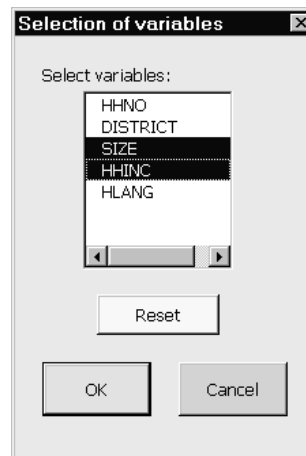 Selection of variables
Select variables:
HHNO
DISTRICT
SIZE
HHINC
HLANG
Reset
OK Cancel